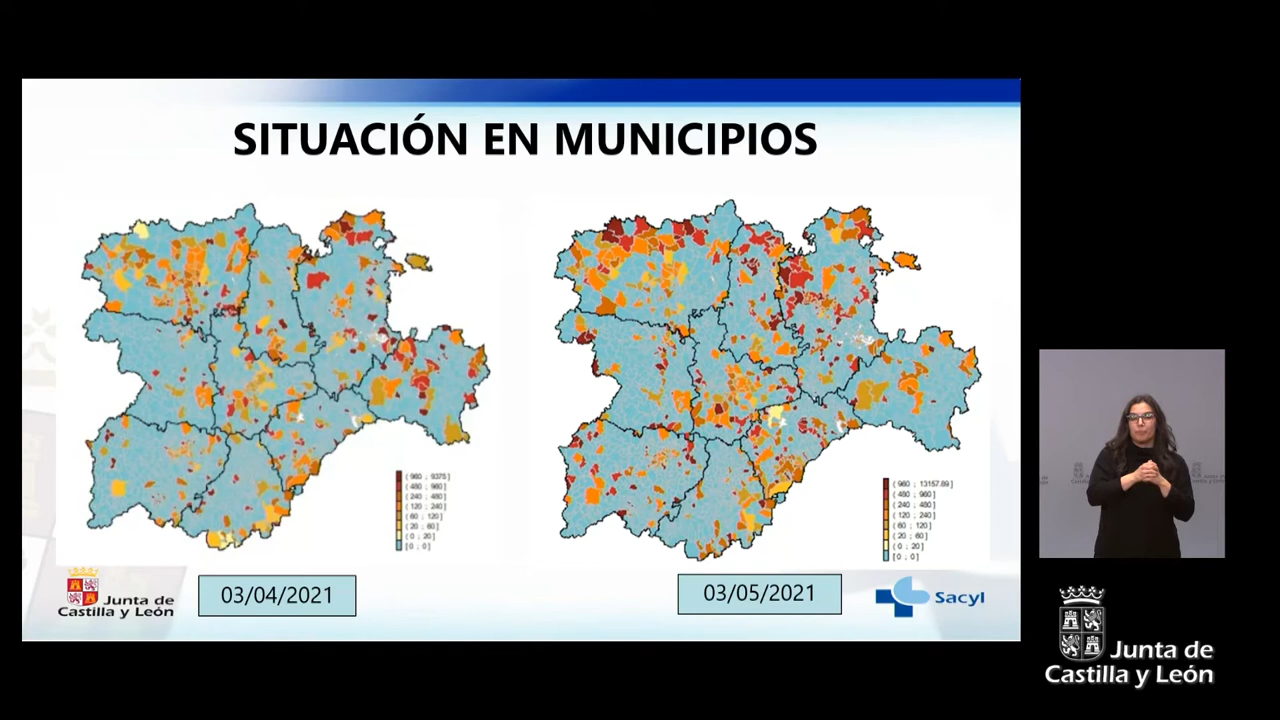 SITUACIÓN EN MUNICIPIOS
( 960 ; 9375 ]
( 480 ; 960 ]
( 240 ; 480 ]
( 120 ; 240 ]
( 60 ; 120 ]
( 20 ; 60 ]
( 0 ; 20 ]
[ 0 ; 0 ]
( 960 ; 13157.89 ]
( 480 ; 960 ]
( 240 ; 480 ]
( 120 ; 240 ]
( 60 ; 120 ]
( 20 ; 60 ]
( 0 ; 20 ]
[ 0 ; 0 ]
Junta de
Castilla y León
03/04/2021
03/05/2021
Sacyl
Junta de
Castilla y León